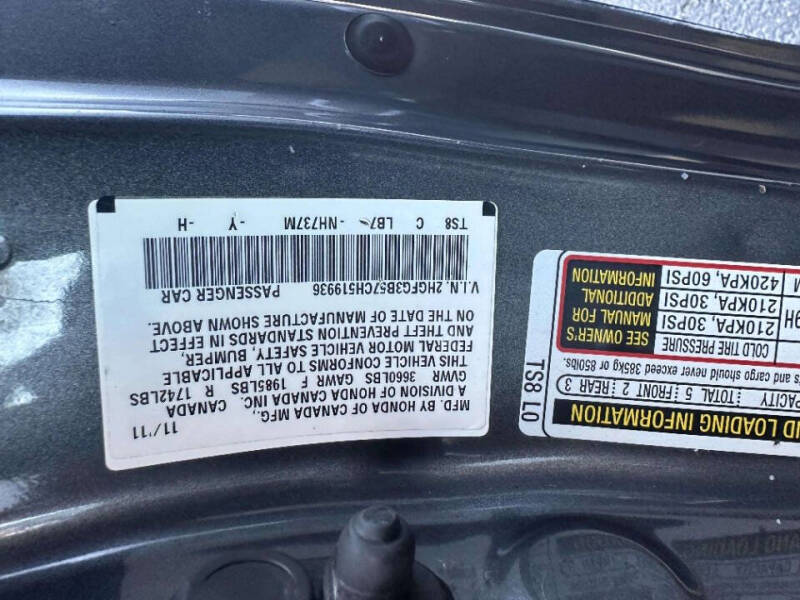 MFD. BY HONDA OF CANADA MFG.,
A DIVISION OF HONDA CANADA INC.
CANADA
11/'11
GVWR 3660LBS GAWR F 1985LBS R 1742LBS
THIS VEHICLE CONFORMS TO ALL APPLICABLE
FEDERAL MOTOR VEHICLE SAFETY, BUMPER,
AND THEFT PREVENTION STANDARDS IN EFFECT
ON THE DATE OF MANUFACTURE SHOWN ABOVE.
V.I.N. 2HGFG3B57CH519936 PASSENGER CAR
TS8 C LB7- -NH737M -Y -H
ND LOADING INFORMATION
TOTAL 5 FRONT 2 REAR 3
s and cargo should never exceed 385kg or 850lbs.
COLD TIRE PRESSURE
210KPA, 30PSI
210KPA, 30PSI
420KPA, 60PSI
SEE OWNER'S
MANUAL FOR
ADDITIONAL
INFORMATION
TS8 L0